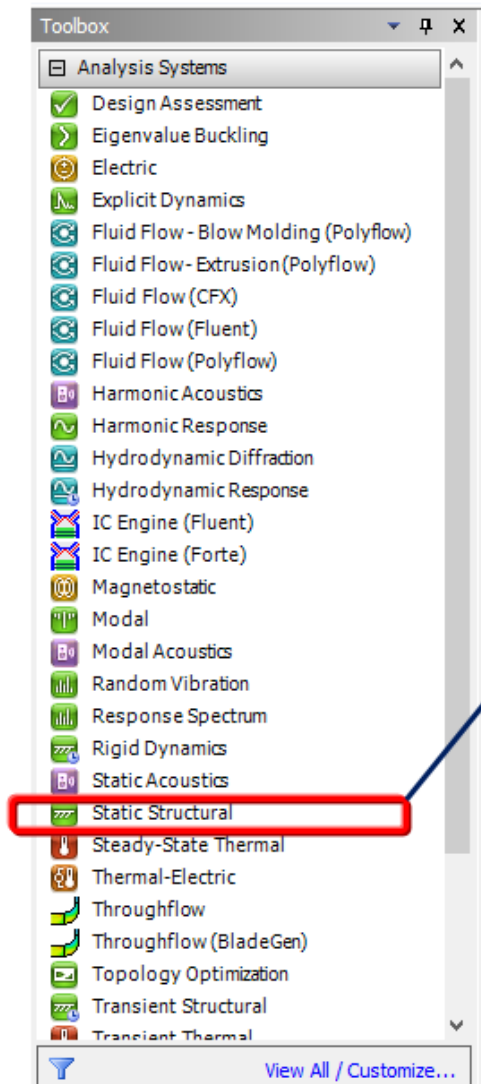 Toolbox
Analysis Systems
Design Assessment
Eigenvalue Buckling
Electric
Explicit Dynamics
Fluid Flow - Blow Molding (Polyflow)
Fluid Flow - Extrusion (Polyflow)
Fluid Flow (CFX)
Fluid Flow (Fluent)
Fluid Flow (Polyflow)
Harmonic Acoustics
Harmonic Response
Hydrodynamic Diffraction
Hydrodynamic Response
IC Engine (Fluent)
IC Engine (Forte)
Magnetostatic
Modal
Modal Acoustics
Random Vibration
Response Spectrum
Rigid Dynamics
Static Acoustics
Static Structural
Steady-State Thermal
Thermal-Electric
Throughflow
Throughflow (BladeGen)
Topology Optimization
Transient Structural
Transient Thermal
View All / Customize...